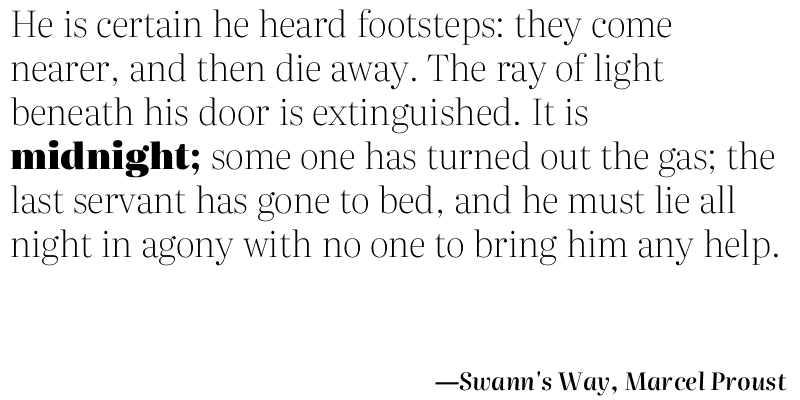 He is certain he heard footsteps: they come
nearer, and then die away. The ray of light
beneath his door is extinguished. It is
midnight; some one has turned out the gas; the
last servant has gone to bed, and he must lie all
night in agony with no one to bring him any help.
—Swann's Way, Marcel Proust